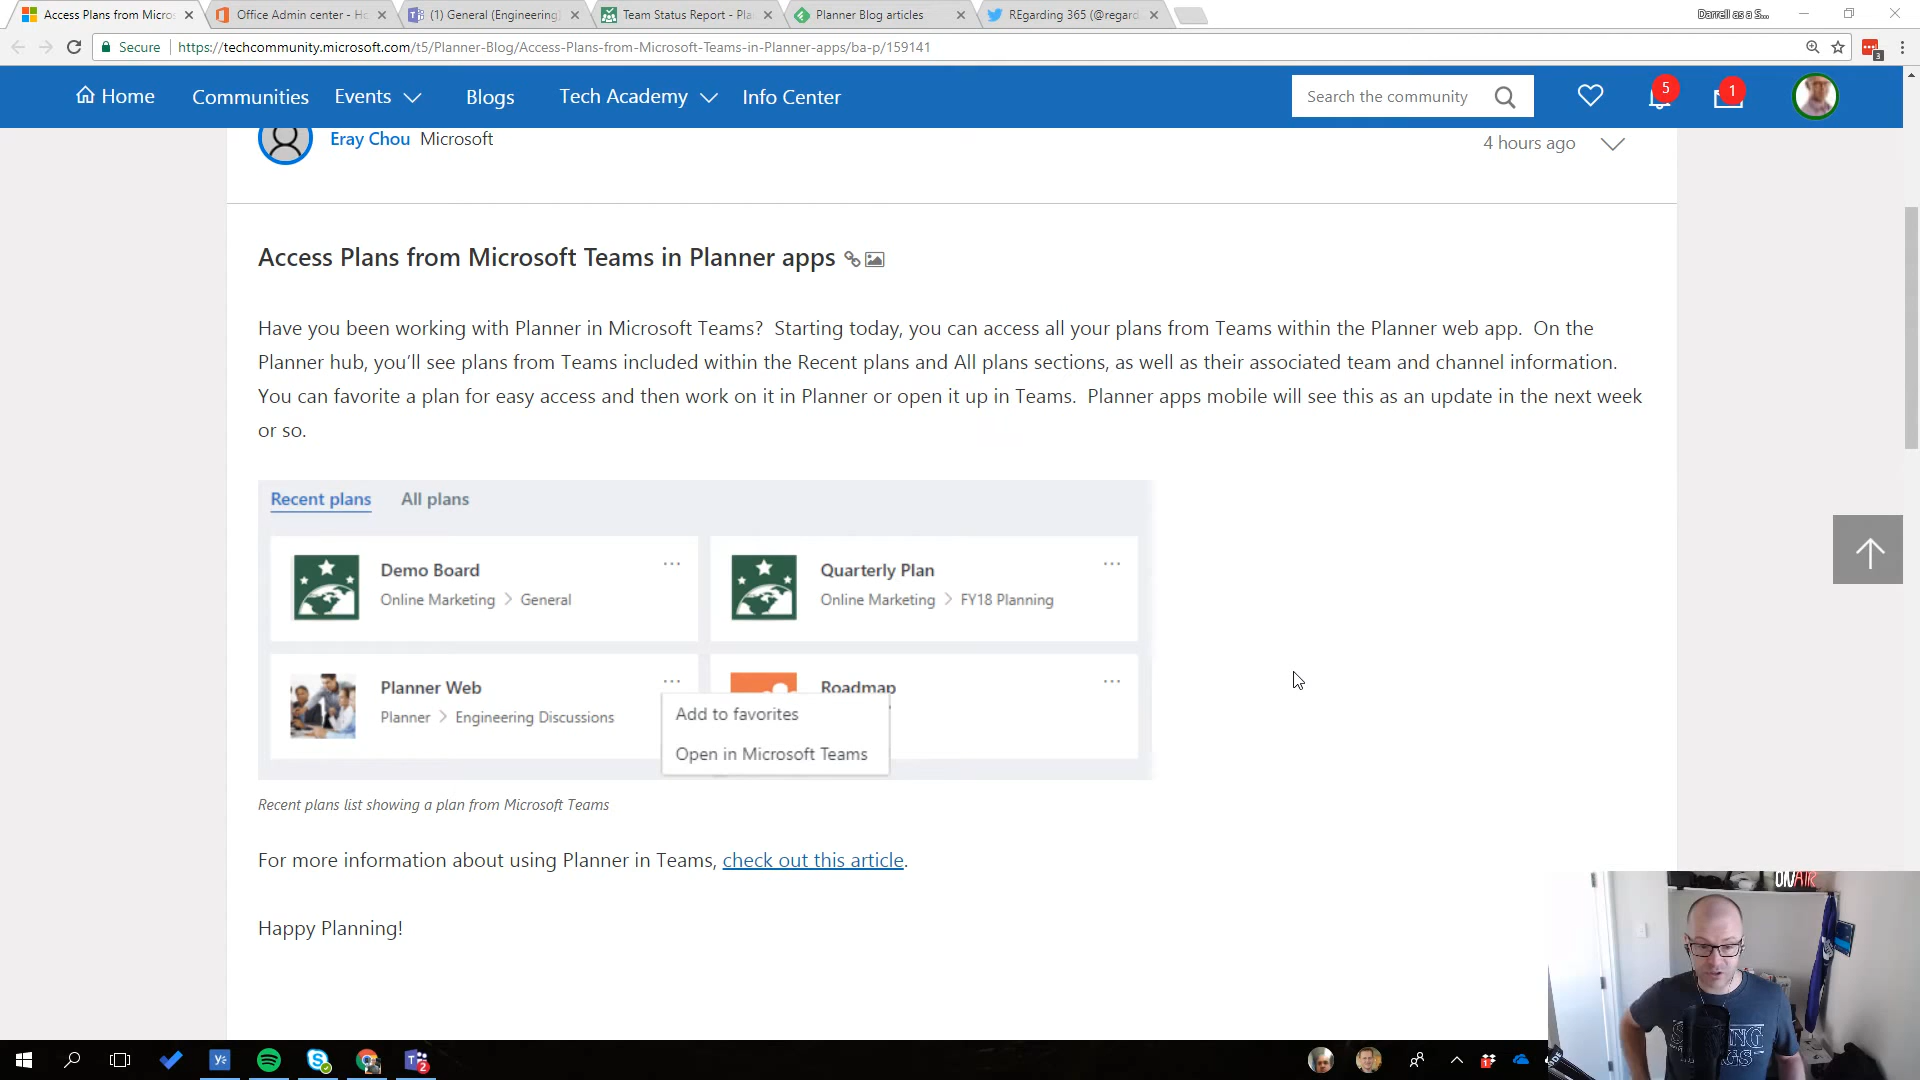 Access Plans from Micros
Office Admin center - Ho
(1) General (Engineering
Team Status Report - Pla
Planner Blog articles
REgarding 365 (@regard
Darrell as a S...
Secure
https://techcommunity.microsoft.com/t5/Planner-Blog/Access-Plans-from-Microsoft-Teams-in-Planner-apps/ba-p/159141
3
Home
Communities
Events
Blogs
Tech Academy
Info Center
Search the community
5
1
Eray Chou Microsoft
4 hours ago
Access Plans from Microsoft Teams in Planner apps
Have you been working with Planner in Microsoft Teams? Starting today, you can access all your plans from Teams within the Planner web app. On the
Planner hub, you'll see plans from Teams included within the Recent plans and All plans sections, as well as their associated team and channel information.
You can favorite a plan for easy access and then work on it in Planner or open it up in Teams. Planner apps mobile will see this as an update in the next week
or so.
Recent plans
All plans
Demo Board
Online Marketing > General
Quarterly Plan
Online Marketing > FY18 Planning
Planner Web
Planner > Engineering Discussions
Roadmap
Add to favorites
Open in Microsoft Teams
Recent plans list showing a plan from Microsoft Teams
For more information about using Planner in Teams, check out this article.
Happy Planning!
ON AIR
2